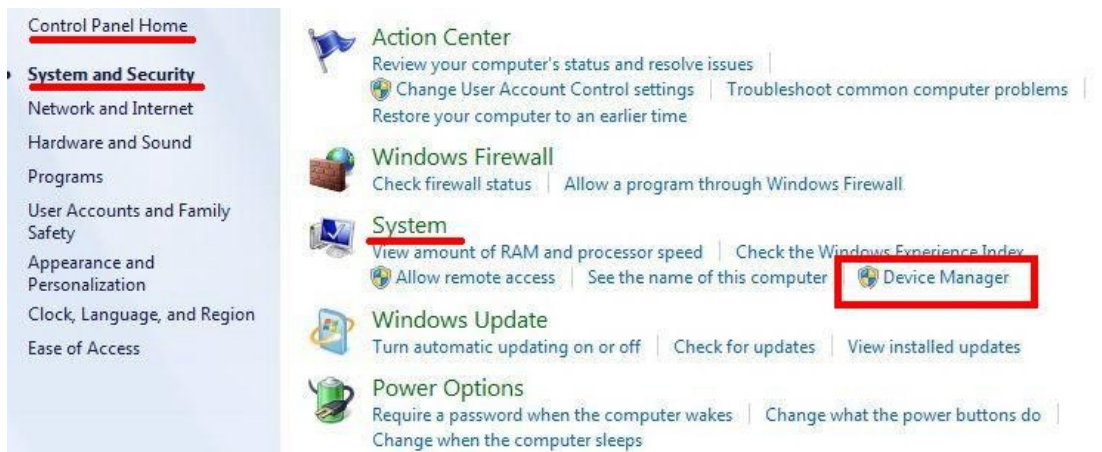 Control Panel Home
System and Security
Network and Internet
Hardware and Sound
Programs
User Accounts and Family
Safety
Appearance and
Personalization
Clock, Language, and Region
Ease of Access
Action Center
Review your computer's status and resolve issues
Change User Account Control settings Troubleshoot common computer problems
Restore your computer to an earlier time
Windows Firewall
Check firewall status Allow a program through Windows Firewall
System
View amount of RAM and processor speed Check the Windows Experience Index
Allow remote access See the name of this computer Device Manager
Windows Update
Turn automatic updating on or off Check for updates View installed updates
Power Options
Require a password when the computer wakes Change what the power buttons do
Change when the computer sleeps